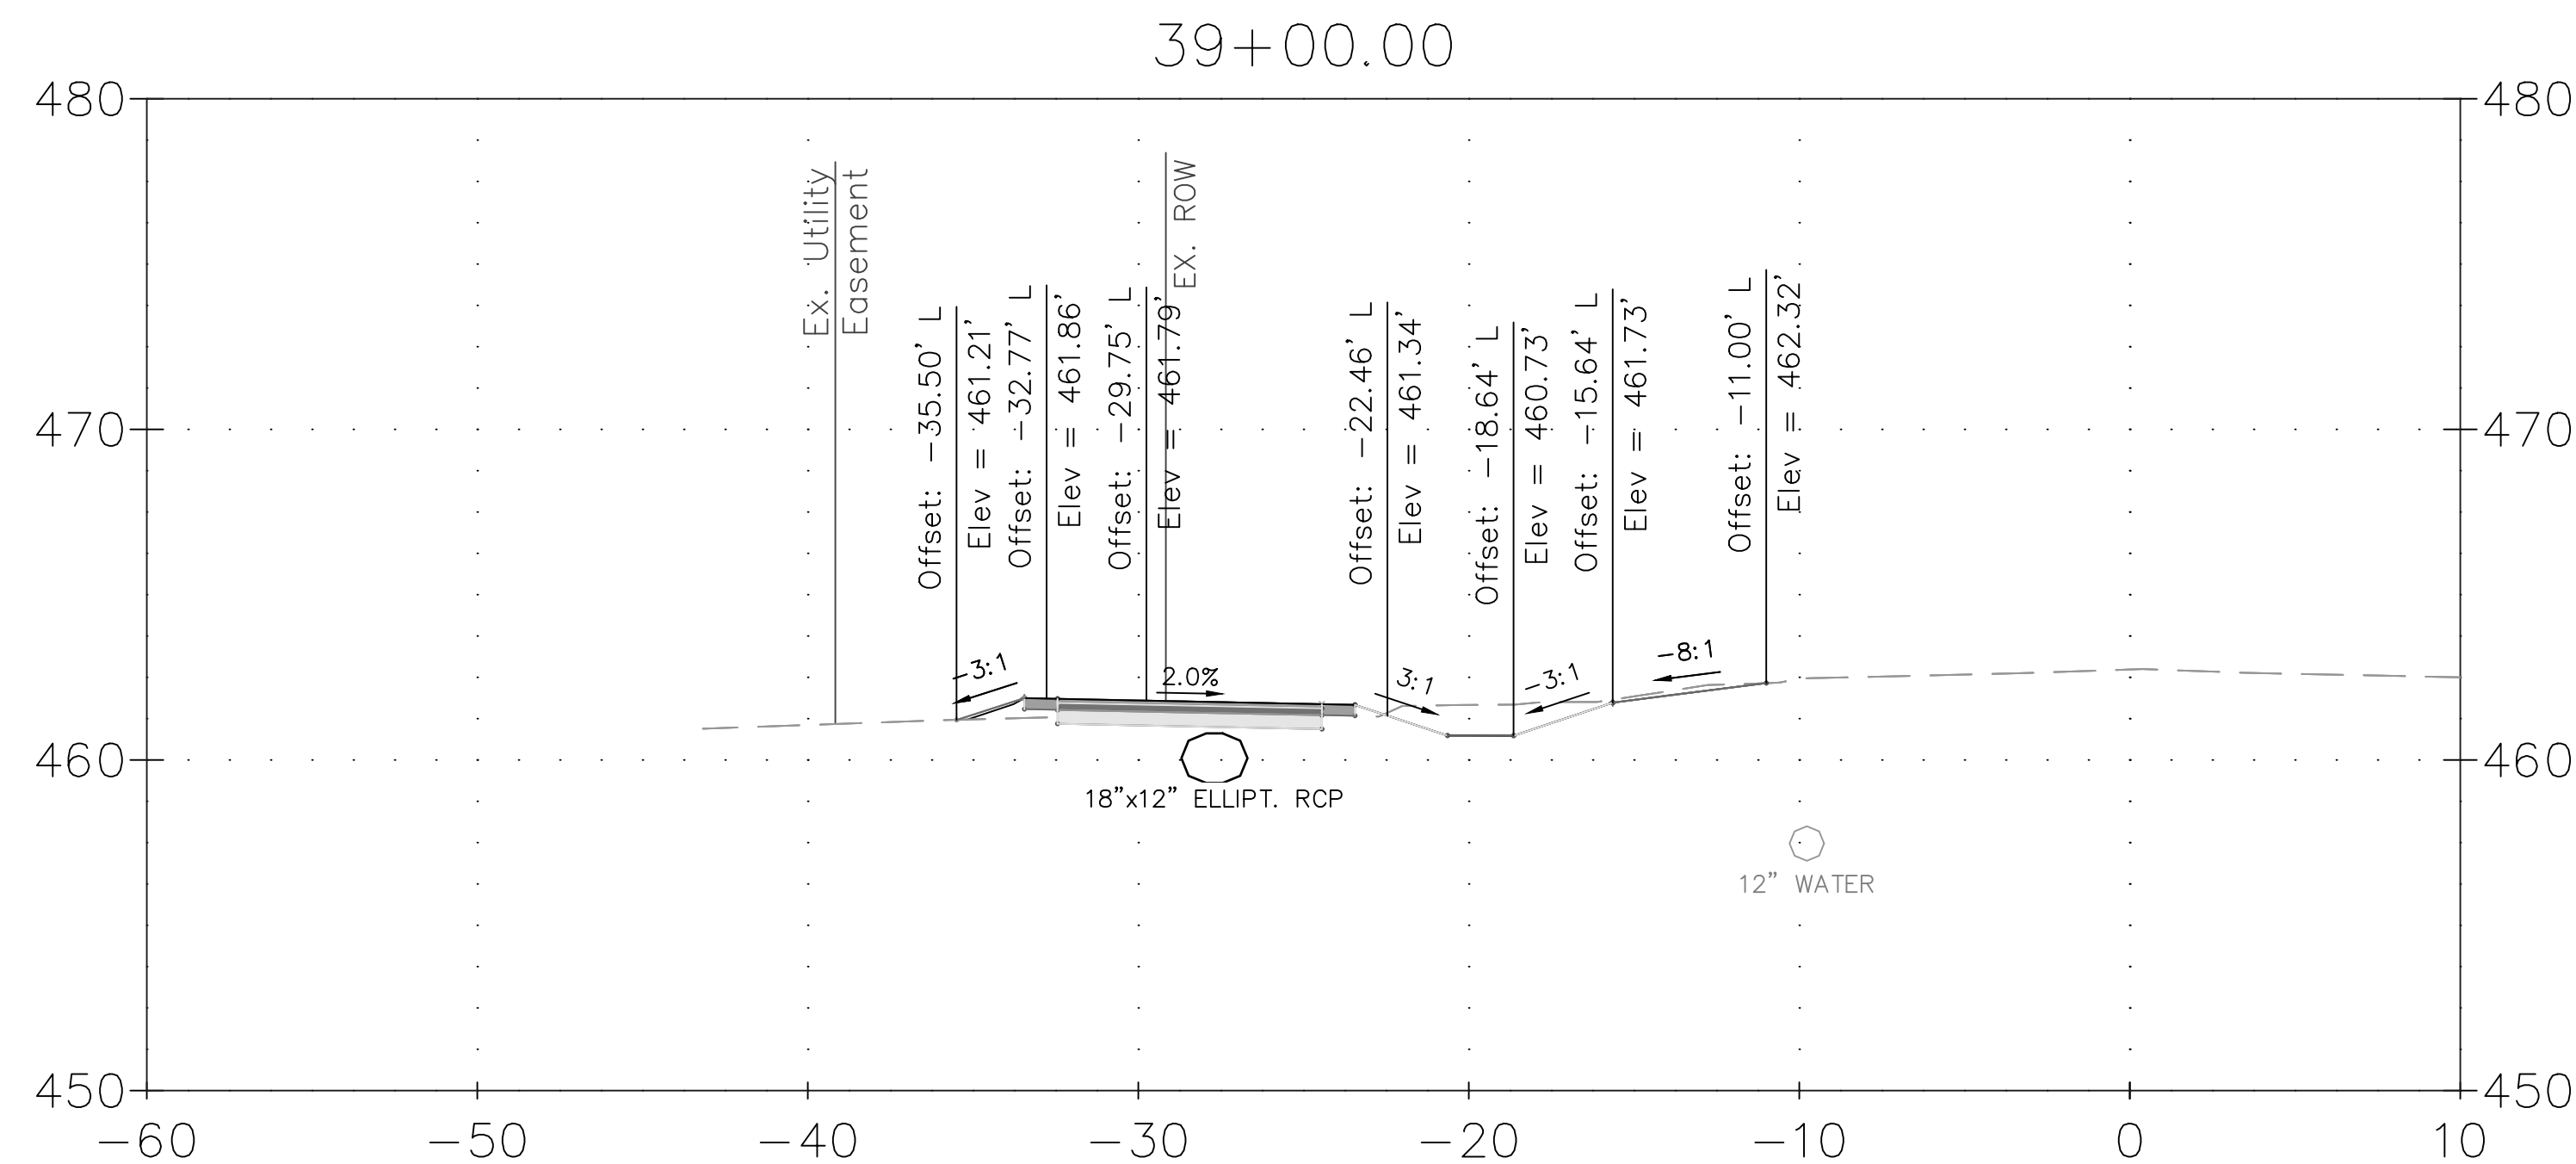 39+00.00
480
480
Ex. Utility
Easement
EX. ROW
Offset: -35.50' L
Elev = 461.21'
Offset: -32.77' L
Elev = 461.86'
Offset: -29.75' L
Elev = 461.79'
Offset: -22.46' L
Elev = 461.34'
Offset: -18.64' L
Elev = 460.73'
Offset: -15.64' L
Elev = 461.73'
Offset: -11.00' L
Elev = 462.32'
470
470
-3:1
2.0%
3:1
-3:1
-8:1
460
460
18"x12" ELLIPT. RCP
12" WATER
450
450
-60
-50
-40
-30
-20
-10
0
10